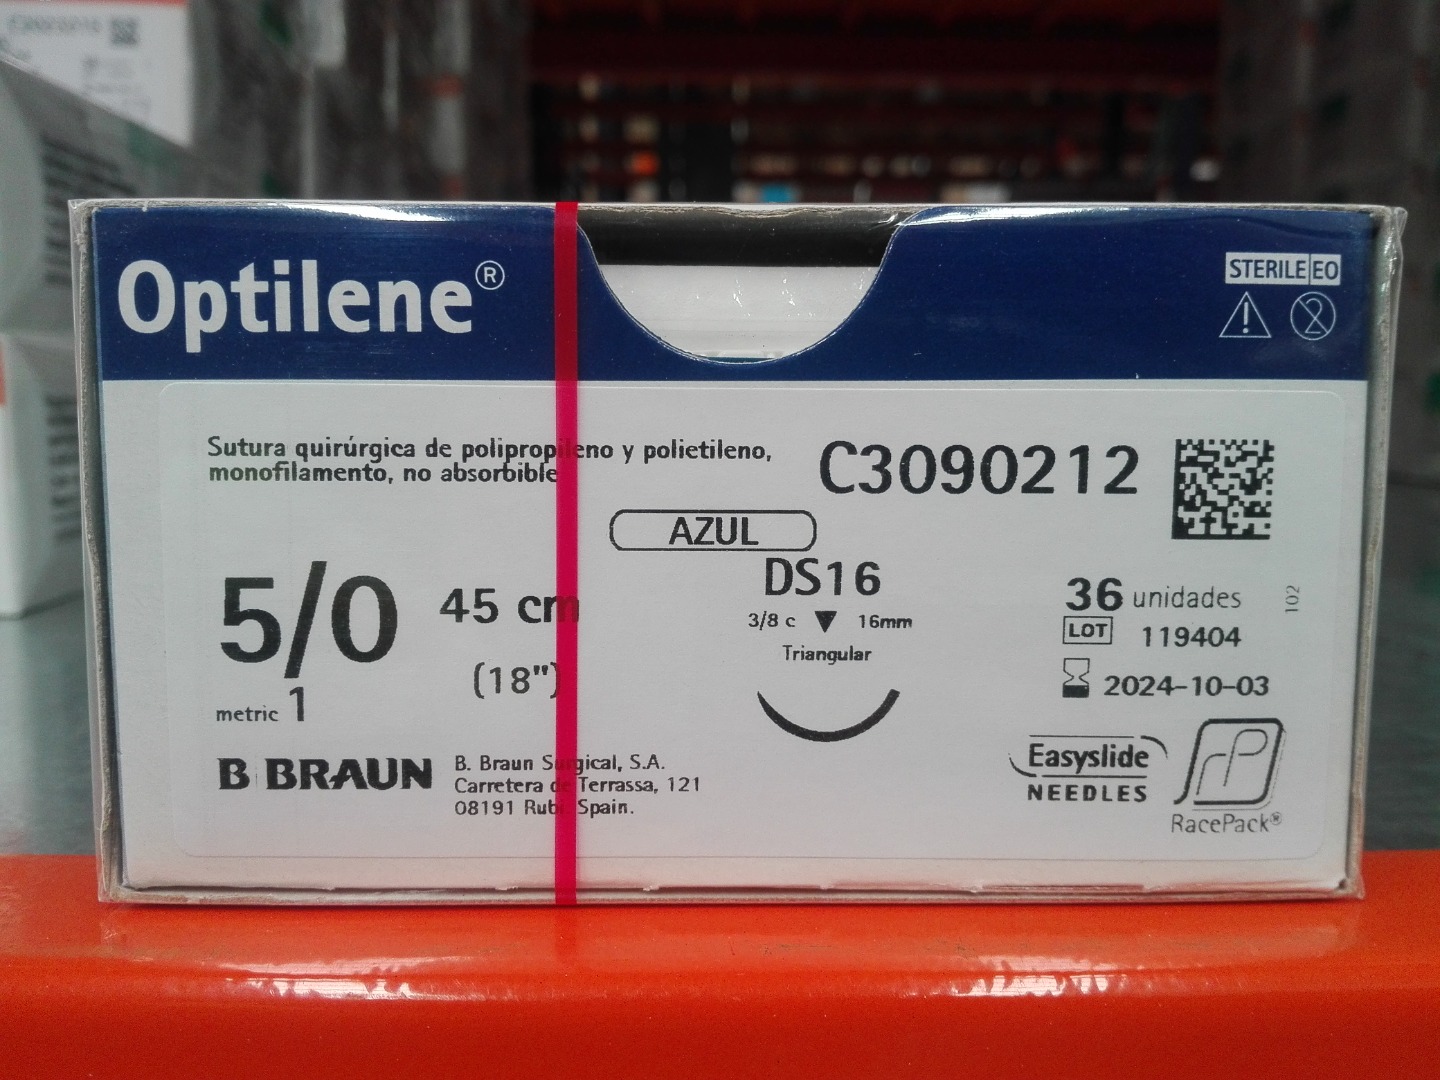 Optilene®
STERILE EO
Sutura quirúrgica de polipropileno y polietileno,
monofilamento, no absorbible
C3090212
AZUL
DS16
3/8 c 16mm
Triangular
5/0 45 cm
(18")
metric 1
36 unidades
102
LOT 119404
2024-10-03
B BRAUN
B. Braun Surgical, S.A.
Carretera de Terrassa, 121
08191 Rubí Spain.
Easyslide
NEEDLES
RacePack®